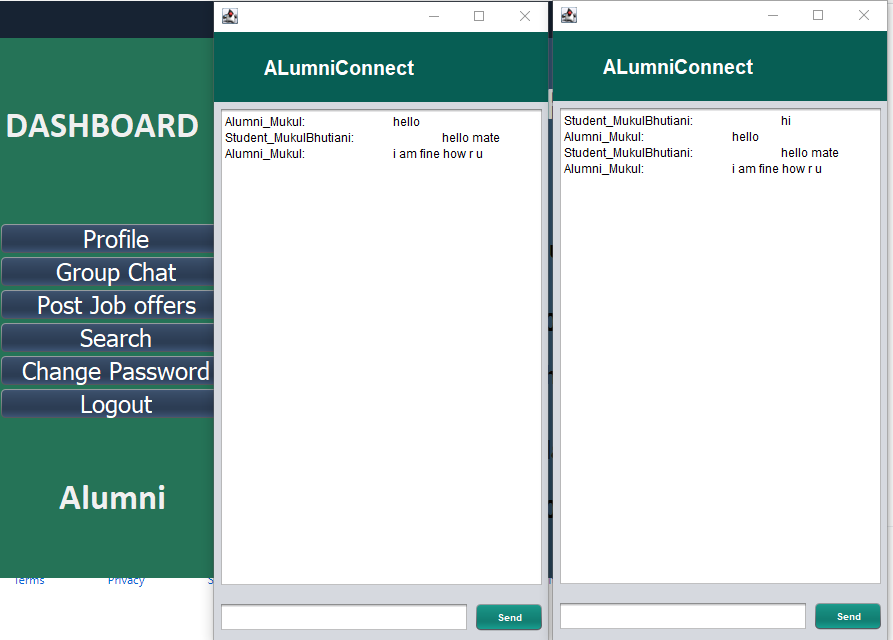 DASHBOARD
Profile
Group Chat
Post Job offers
Search
Change Password
Logout
Alumni
Terms
Privacy
ALumniConnect
Alumni_Mukul: hello
Student_MukulBhutiani: hello mate
Alumni_Mukul: i am fine how r u
Send
ALumniConnect
Student_MukulBhutiani: hi
Alumni_Mukul: hello
Student_MukulBhutiani: hello mate
Alumni_Mukul: i am fine how r u
Send